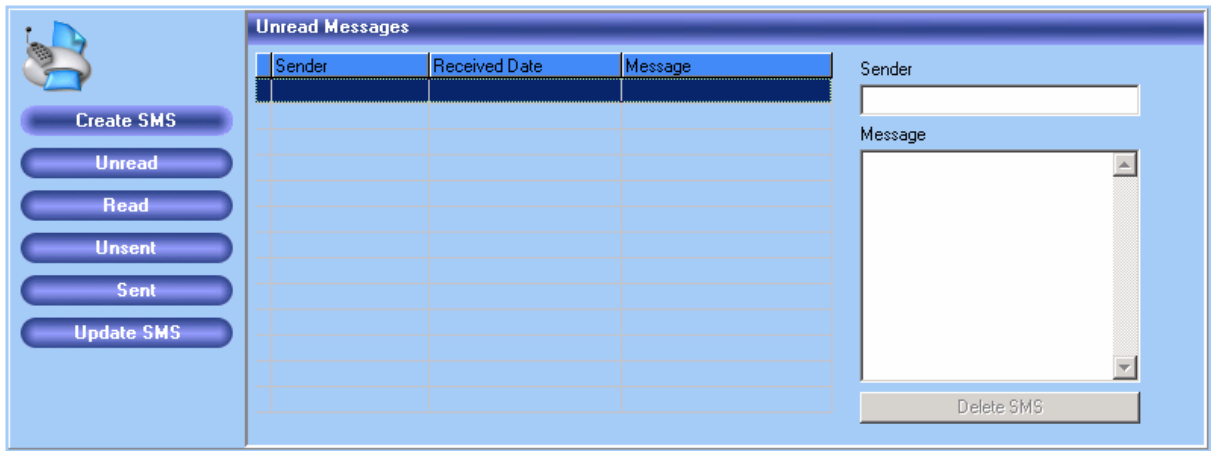 Create SMS
Unread
Read
Unsent
Sent
Update SMS
Unread Messages
Sender Received Date Message
Sender
Message
Delete SMS